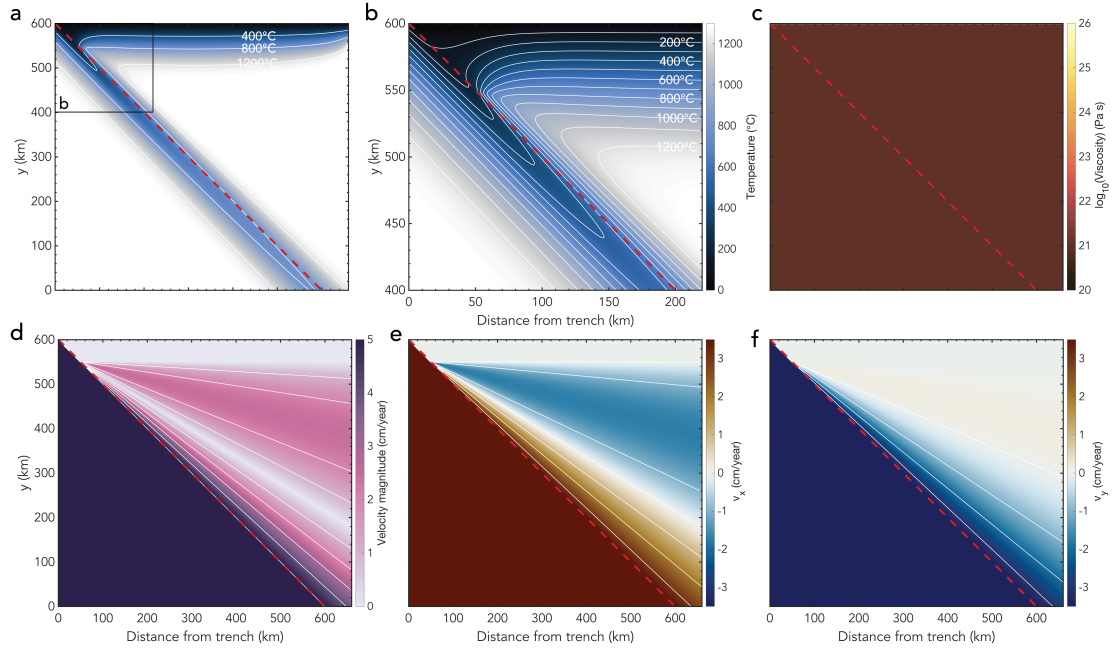 a
b
c
600
500
400
300
200
100
0
y (km)
400°C
800°C
1200°C
b
600
550
500
450
400
y (km)
0
50
100
150
200
Distance from trench (km)
200°C
400°C
600°C
800°C
1000°C
1200°C
1200
1000
800
600
400
200
0
Temperature (°C)
26
25
24
23
22
21
20
log10(Viscosity) (Pa s)
d
e
f
600
500
400
300
200
100
0
y (km)
0
100
200
300
400
500
600
Distance from trench (km)
5
4
3
2
1
0
Velocity magnitude (cm/year)
0
100
200
300
400
500
600
Distance from trench (km)
3
2
1
0
-1
-2
-3
vx (cm/year)
0
100
200
300
400
500
600
Distance from trench (km)
3
2
1
0
-1
-2
-3
vy (cm/year)